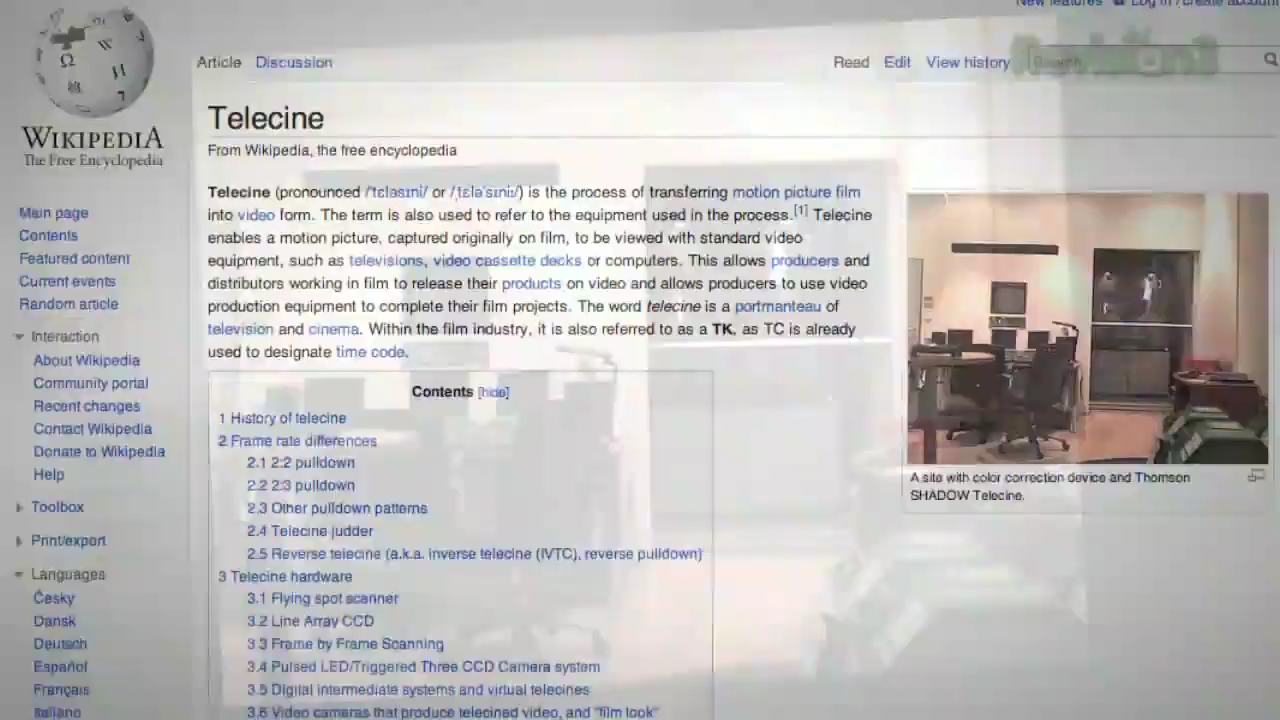 New features Log in / create account
Article Discussion Read Edit View history Search
WIKIPEDIA
The Free Encyclopedia
Main page
Contents
Featured content
Current events
Random article
Interaction
About Wikipedia
Community portal
Recent changes
Contact Wikipedia
Donate to Wikipedia
Help
Toolbox
Print/export
Languages
Česky
Dansk
Deutsch
Español
Français
Italiano
Telecine
From Wikipedia, the free encyclopedia
Telecine (pronounced /ˈtɛləsɪni/ or /ˌtɛləˈsɪniː/) is the process of transferring motion picture film
into video form. The term is also used to refer to the equipment used in the process.[1] Telecine
enables a motion picture, captured originally on film, to be viewed with standard video
equipment, such as televisions, video cassette decks or computers. This allows producers and
distributors working in film to release their products on video and allows producers to use video
production equipment to complete their film projects. The word telecine is a portmanteau of
television and cinema. Within the film industry, it is also referred to as a TK, as TC is already
used to designate time code.
Contents [hide]
1 History of telecine
2 Frame rate differences
2.1 2:2 pulldown
2.2 2:3 pulldown
2.3 Other pulldown patterns
2.4 Telecine judder
2.5 Reverse telecine (a.k.a. inverse telecine (IVTC), reverse pulldown)
3 Telecine hardware
3.1 Flying spot scanner
3.2 Line Array CCD
3.3 Frame by Frame Scanning
3.4 Pulsed LED/Triggered Three CCD Camera system
3.5 Digital intermediate systems and virtual telecines
3.6 Video cameras that produce telecined video, and "film look"
A site with color correction device and Thomson
SHADOW Telecine.